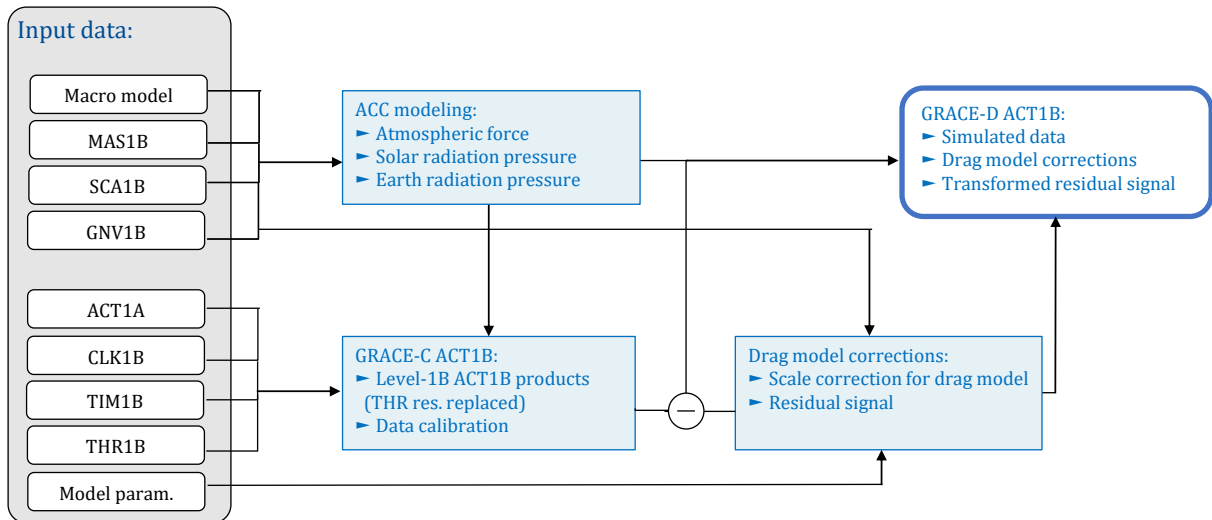 Input data:
Macro model
MAS1B
SCA1B
GNV1B
ACT1A
CLK1B
TIM1B
THR1B
Model param.
ACC modeling:
► Atmospheric force
► Solar radiation pressure
► Earth radiation pressure
GRACE-C ACT1B:
► Level-1B ACT1B products
(THR res. replaced)
► Data calibration
Drag model corrections:
► Scale correction for drag model
► Residual signal
GRACE-D ACT1B:
► Simulated data
► Drag model corrections
► Transformed residual signal